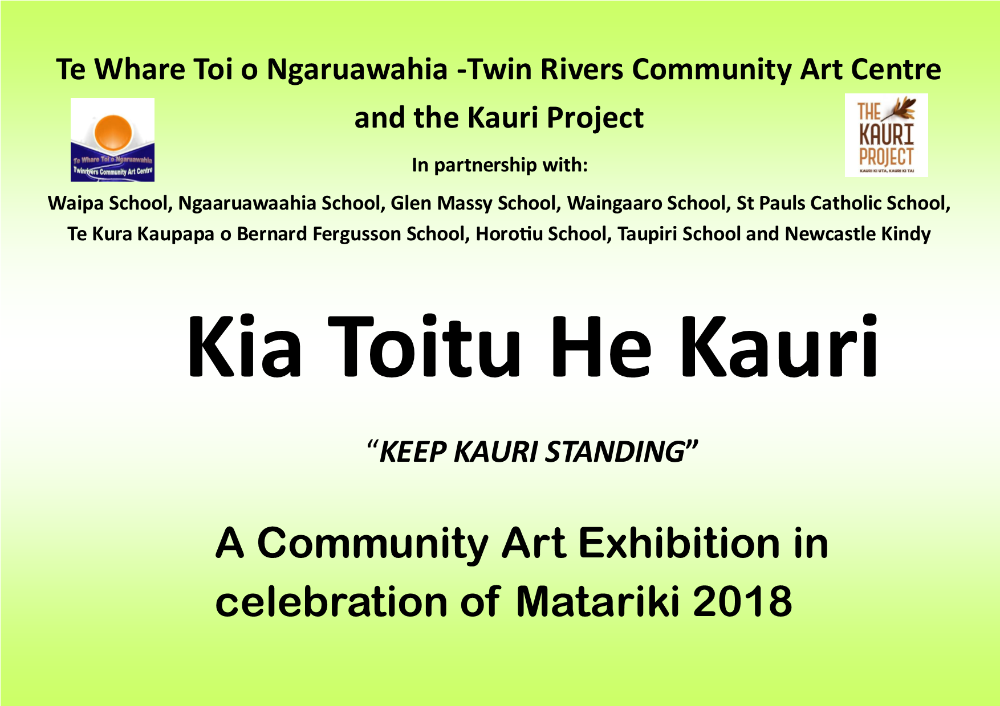 Te Whare Toi o Ngaruawahia -Twin Rivers Community Art Centre
and the Kauri Project
Te Whare Toi o Ngaruawahia
Twinrivers Community Art Centre
THE
KAURI
PROJECT
KAURI KI UTA, KAURI KI TAI
In partnership with:
Waipa School, Ngaaruawaahia School, Glen Massy School, Waingaaro School, St Pauls Catholic School,
Te Kura Kaupapa o Bernard Fergusson School, Horotiu School, Taupiri School and Newcastle Kindy
Kia Toitu He Kauri
“KEEP KAURI STANDING”
A Community Art Exhibition in
celebration of Matariki 2018